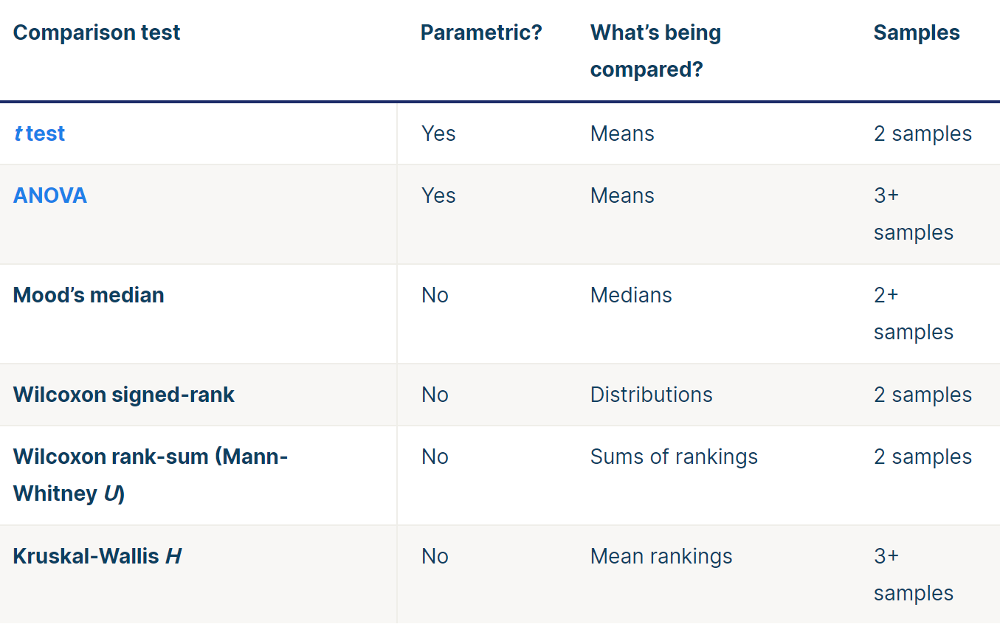 Comparison test Parametric? What’s being compared? Samples
t test Yes Means 2 samples
ANOVA Yes Means 3+ samples
Mood’s median No Medians 2+ samples
Wilcoxon signed-rank No Distributions 2 samples
Wilcoxon rank-sum (Mann-Whitney U) No Sums of rankings 2 samples
Kruskal-Wallis H No Mean rankings 3+ samples